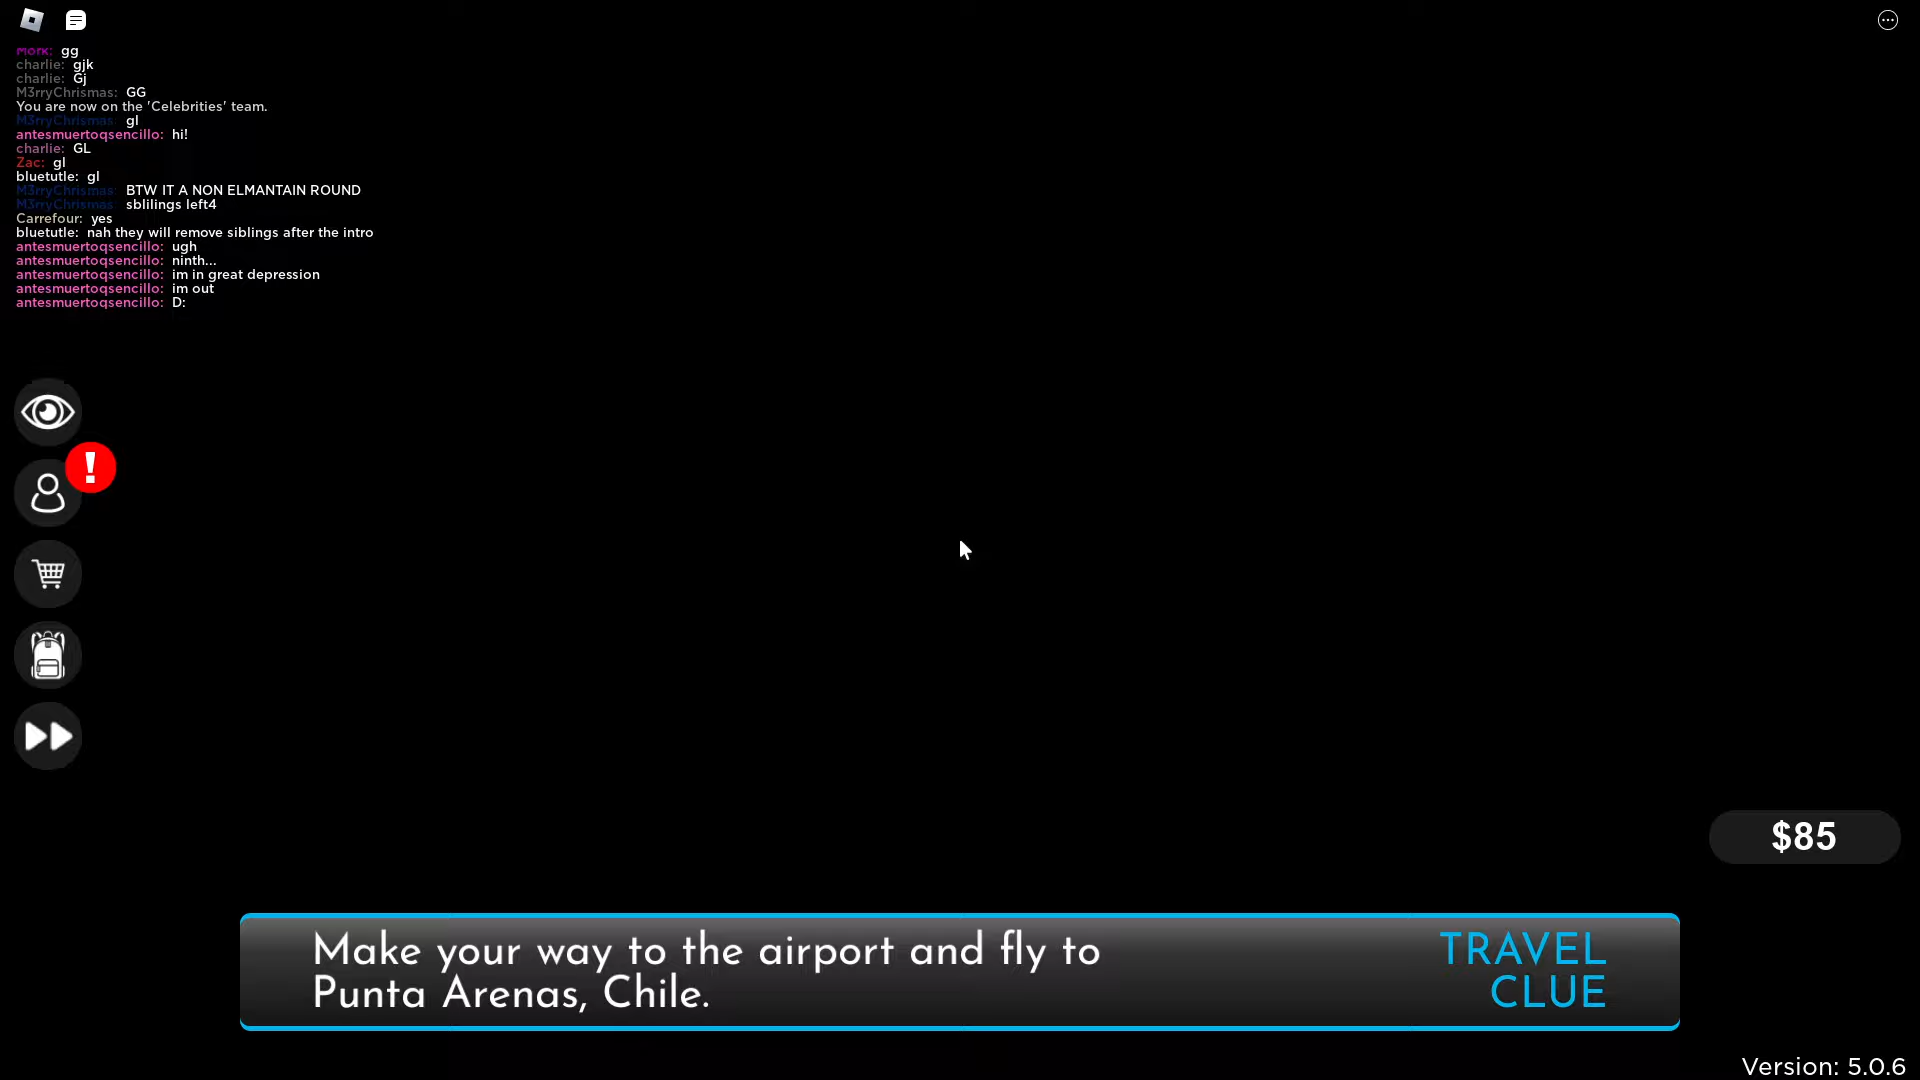 Mork: gg
charlie: gjk
charlie: Gj
M3rryChrismas: GG
You are now on the 'Celebrities' team.
M3rryChrismas: gl
antesmuertoqsencillo: hi!
charlie: GL
Zac: gl
bluetutle: gl
M3rryChrismas: BTW IT A NON ELMANTAIN ROUND
M3rryChrismas: sblilings left4
Carrefour: yes
bluetutle: nah they will remove siblings after the intro
antesmuertoqsencillo: ugh
antesmuertoqsencillo: ninth...
antesmuertoqsencillo: im in great depression
antesmuertoqsencillo: im out
antesmuertoqsencillo: D:
!
$85
Make your way to the airport and fly to
Punta Arenas, Chile.
TRAVEL
CLUE
Version: 5.0.6